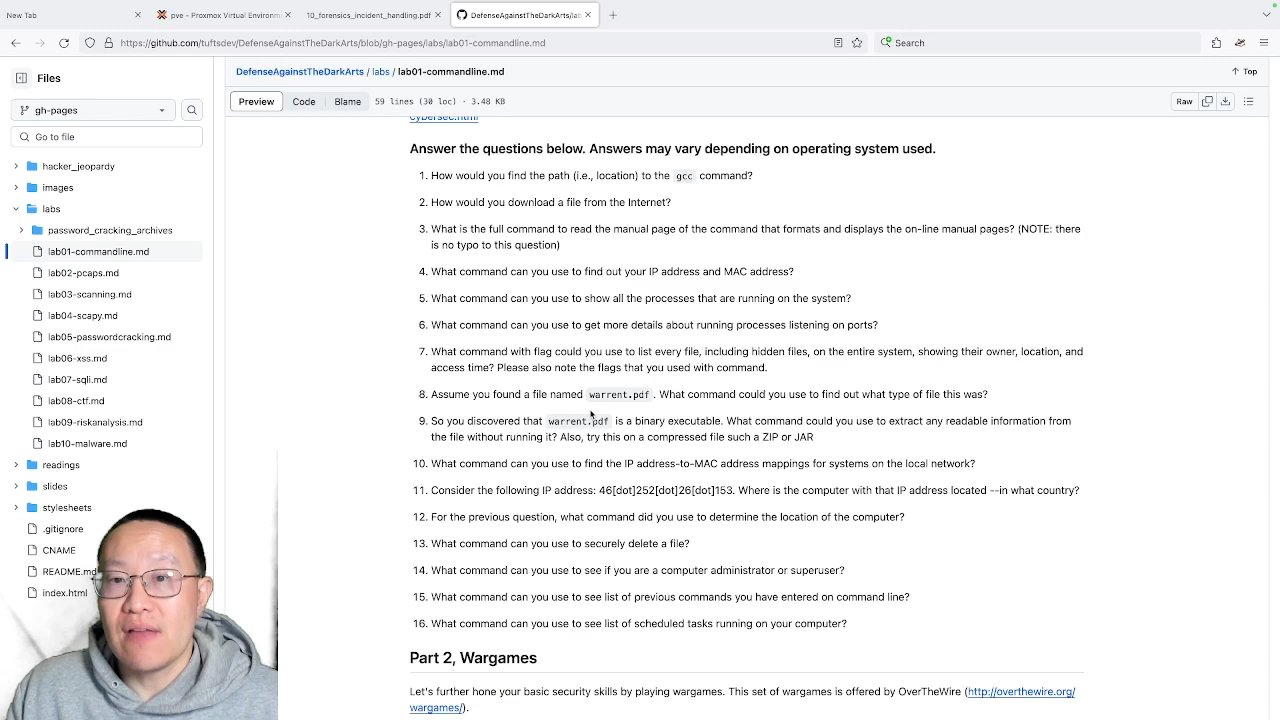 New Tab
pve - Proxmox Virtual Environm
10_forensics_incident_handling.pdf
DefenseAgainstTheDarkArts/lab
https://github.com/tuftsdev/DefenseAgainstTheDarkArts/blob/gh-pages/labs/lab01-commandline.md
Search
Files
DefenseAgainstTheDarkArts / labs / lab01-commandline.md
Top
gh-pages
Preview
Code
Blame
59 lines (30 loc) · 3.48 KB
Raw
Go to file
hacker_jeopardy
images
labs
password_cracking_archives
lab01-commandline.md
lab02-pcaps.md
lab03-scanning.md
lab04-scapy.md
lab05-passwordcracking.md
lab06-xss.md
lab07-sqli.md
lab08-ctf.md
lab09-riskanalysis.md
lab10-malware.md
readings
slides
stylesheets
.gitignore
CNAME
README.md
index.html
cybersec.html
Answer the questions below. Answers may vary depending on operating system used.
1. How would you find the path (i.e., location) to the gcc command?
2. How would you download a file from the Internet?
3. What is the full command to read the manual page of the command that formats and displays the on-line manual pages? (NOTE: there
is no typo to this question)
4. What command can you use to find out your IP address and MAC address?
5. What command can you use to show all the processes that are running on the system?
6. What command can you use to get more details about running processes listening on ports?
7. What command with flag could you use to list every file, including hidden files, on the entire system, showing their owner, location, and
access time? Please also note the flags that you used with command.
8. Assume you found a file named warrent.pdf. What command could you use to find out what type of file this was?
9. So you discovered that warrent.pdf is a binary executable. What command could you use to extract any readable information from
the file without running it? Also, try this on a compressed file such a ZIP or JAR
10. What command can you use to find the IP address-to-MAC address mappings for systems on the local network?
11. Consider the following IP address: 46[dot]252[dot]26[dot]153. Where is the computer with that IP address located --in what country?
12. For the previous question, what command did you use to determine the location of the computer?
13. What command can you use to securely delete a file?
14. What command can you use to see if you are a computer administrator or superuser?
15. What command can you use to see list of previous commands you have entered on command line?
16. What command can you use to see list of scheduled tasks running on your computer?
Part 2, Wargames
Let's further hone your basic security skills by playing wargames. This set of wargames is offered by OverTheWire (http://overthewire.org/
wargames/).